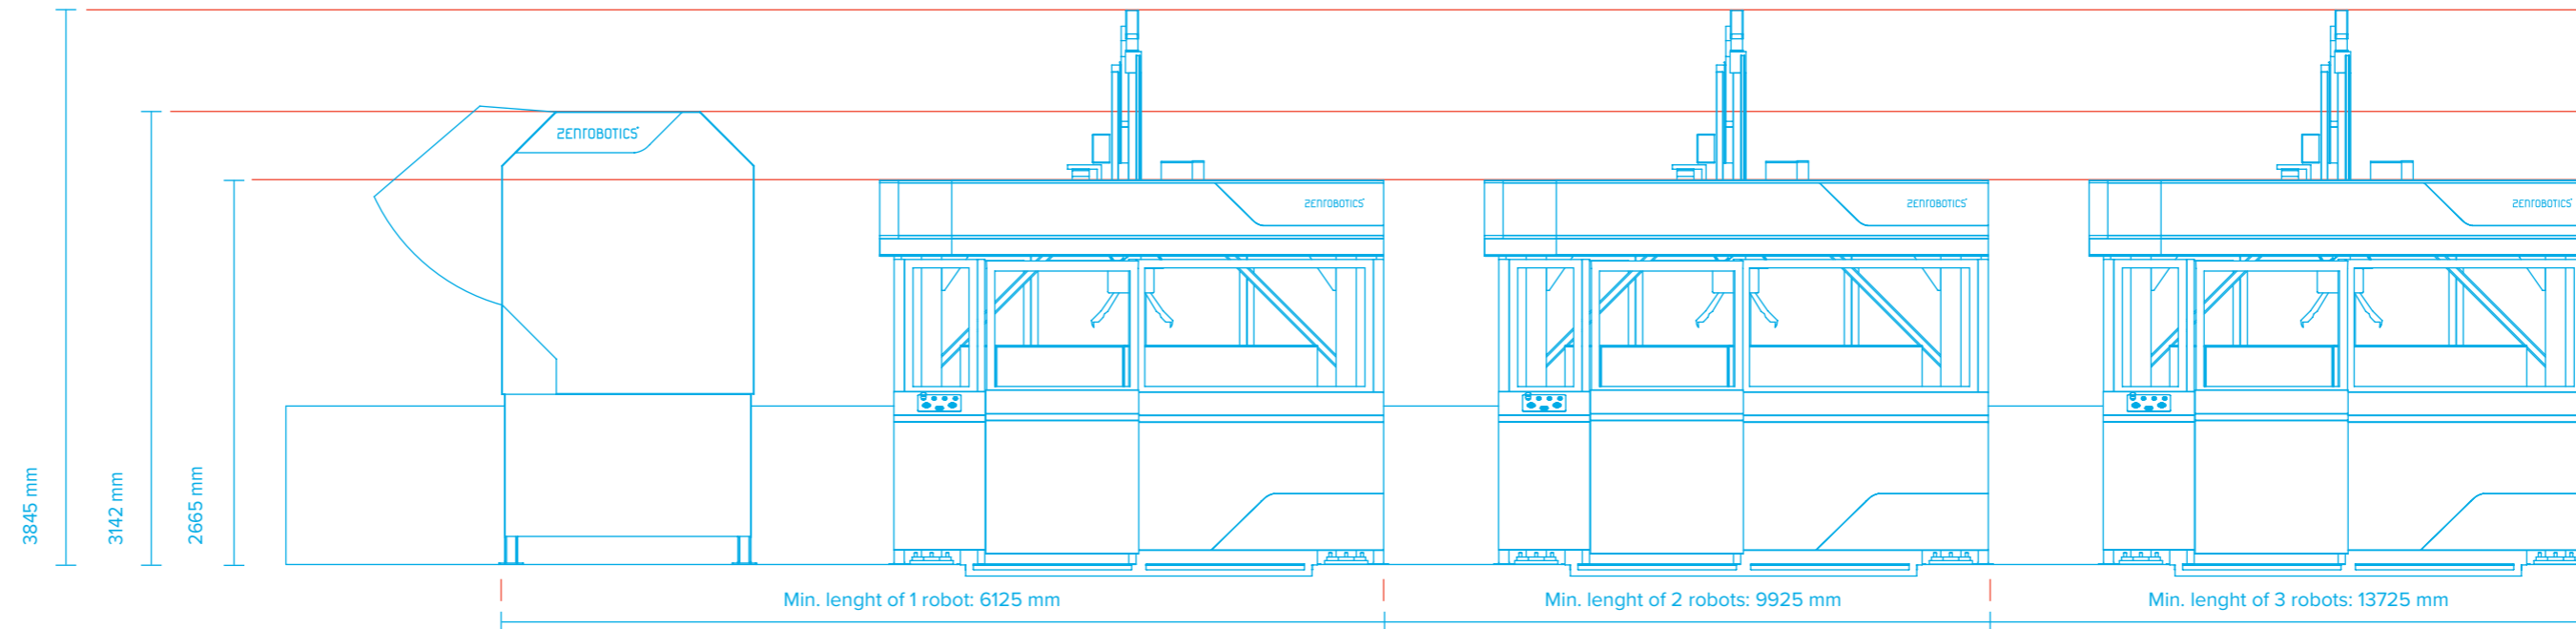 ZENROBOTICS
ZENROBOTICS
ZENROBOTICS
ZENROBOTICS
3845 mm
3142 mm
2665 mm
Min. lenght of 1 robot: 6125 mm
Min. lenght of 2 robots: 9925 mm
Min. lenght of 3 robots: 13725 mm